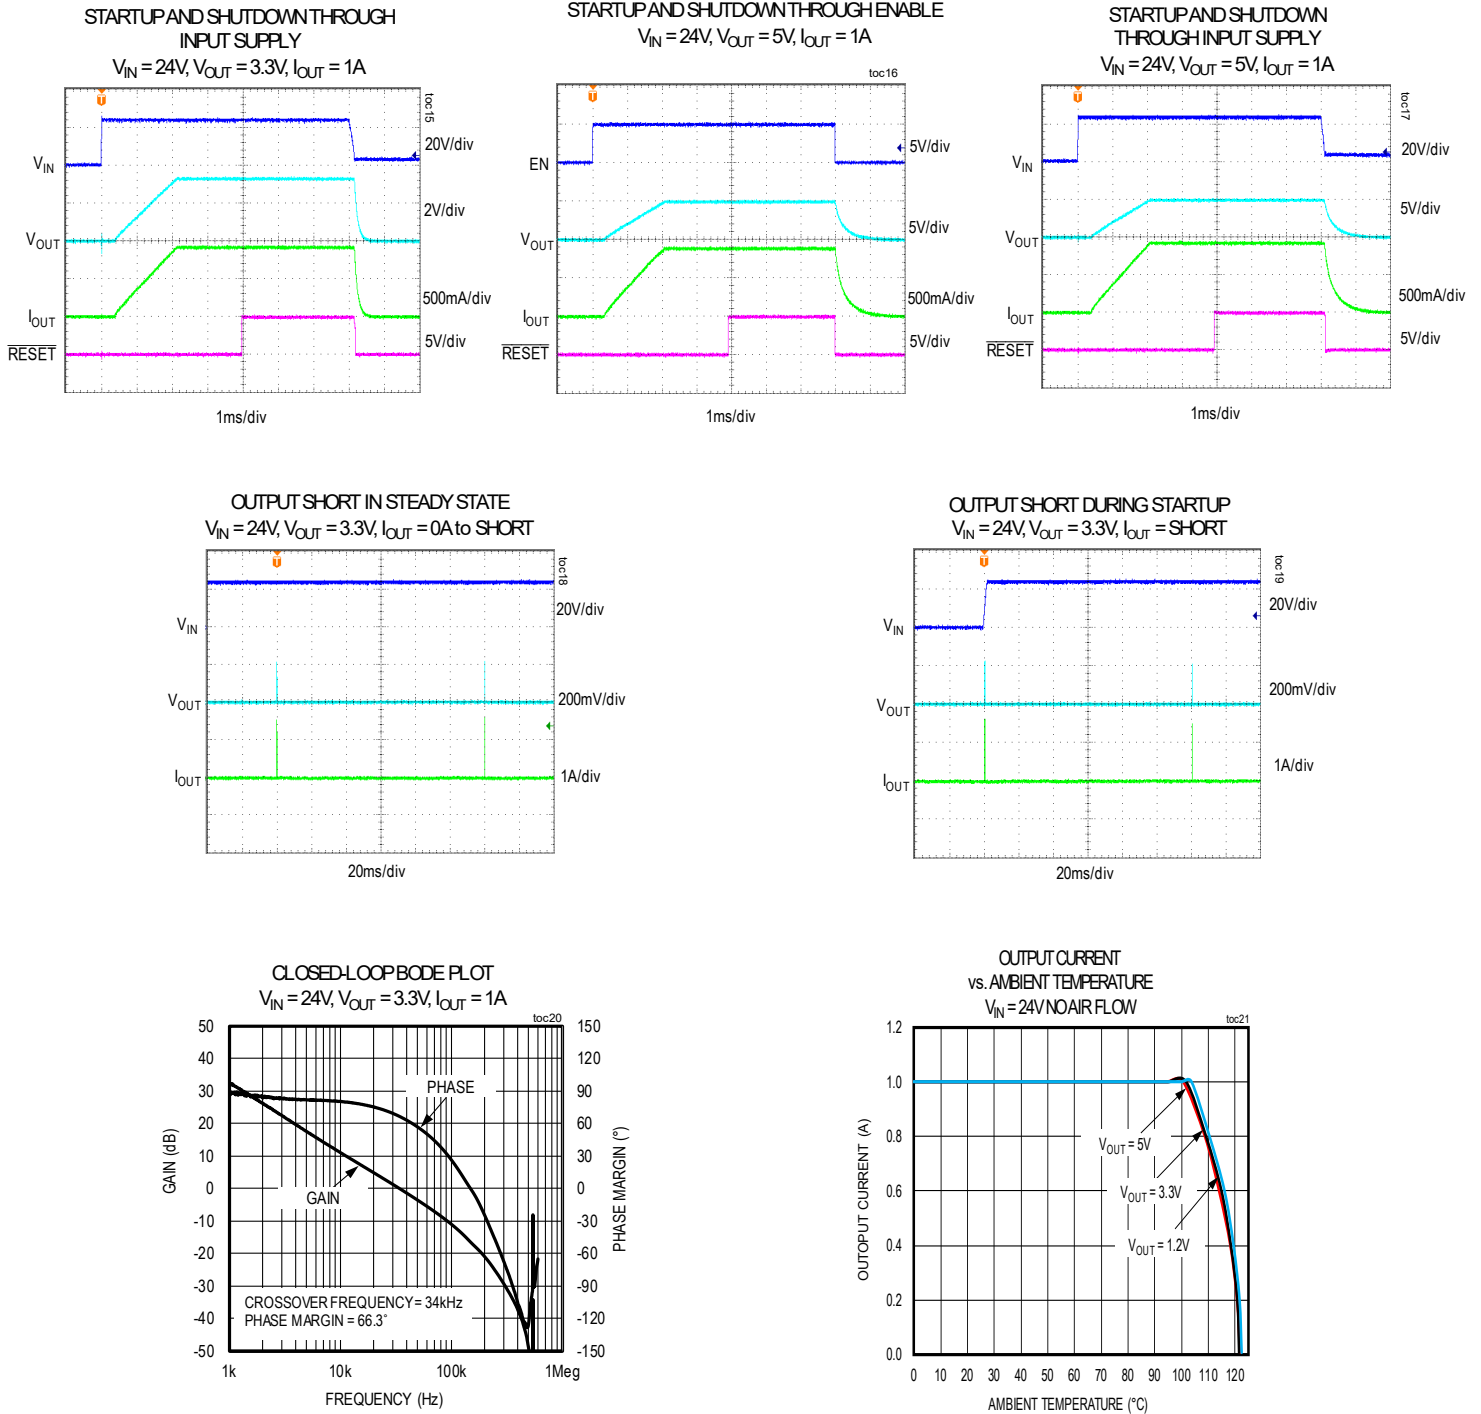 STARTUP AND SHUTDOWN THROUGH
INPUT SUPPLY
VIN = 24V, VOUT = 3.3V, IOUT = 1A
toc15
T
VIN
20V/div
2V/div
VOUT
500mA/div
IOUT
5V/div
RESET
1ms/div
STARTUP AND SHUTDOWN THROUGH ENABLE
VIN = 24V, VOUT = 5V, IOUT = 1A
toc16
T
5V/div
EN
5V/div
VOUT
500mA/div
IOUT
5V/div
RESET
1ms/div
STARTUP AND SHUTDOWN
THROUGH INPUT SUPPLY
VIN = 24V, VOUT = 5V, IOUT = 1A
toc17
T
20V/div
VIN
5V/div
VOUT
500mA/div
IOUT
5V/div
RESET
1ms/div
OUTPUT SHORT IN STEADY STATE
VIN = 24V, VOUT = 3.3V, IOUT = 0A to SHORT
toc18
T
20V/div
VIN
VOUT
200mV/div
IOUT
1A/div
20ms/div
OUTPUT SHORT DURING STARTUP
VIN = 24V, VOUT = 3.3V, IOUT = SHORT
toc19
T
20V/div
VIN
200mV/div
VOUT
1A/div
IOUT
20ms/div
CLOSED-LOOP BODE PLOT
VIN = 24V, VOUT = 3.3V, IOUT = 1A
toc20
50
40
30
20
10
0
-10
-20
-30
-40
-50
GAIN (dB)
PHASE
GAIN
CROSSOVER FREQUENCY = 34kHz
PHASE MARGIN = 66.3°
150
120
90
60
30
0
-30
-60
-90
-120
-150
PHASE MARGIN (°)
1k 10k 100k 1Meg
FREQUENCY (Hz)
OUTPUT CURRENT
vs. AMBIENT TEMPERATURE
VIN = 24V NO AIR FLOW
toc21
1.2
1.0
0.8
0.6
0.4
0.2
0.0
OUTOPUT CURRENT (A)
VOUT = 5V
VOUT = 3.3V
VOUT = 1.2V
0 10 20 30 40 50 60 70 80 90 100 110 120
AMBIENT TEMPERATURE (°C)